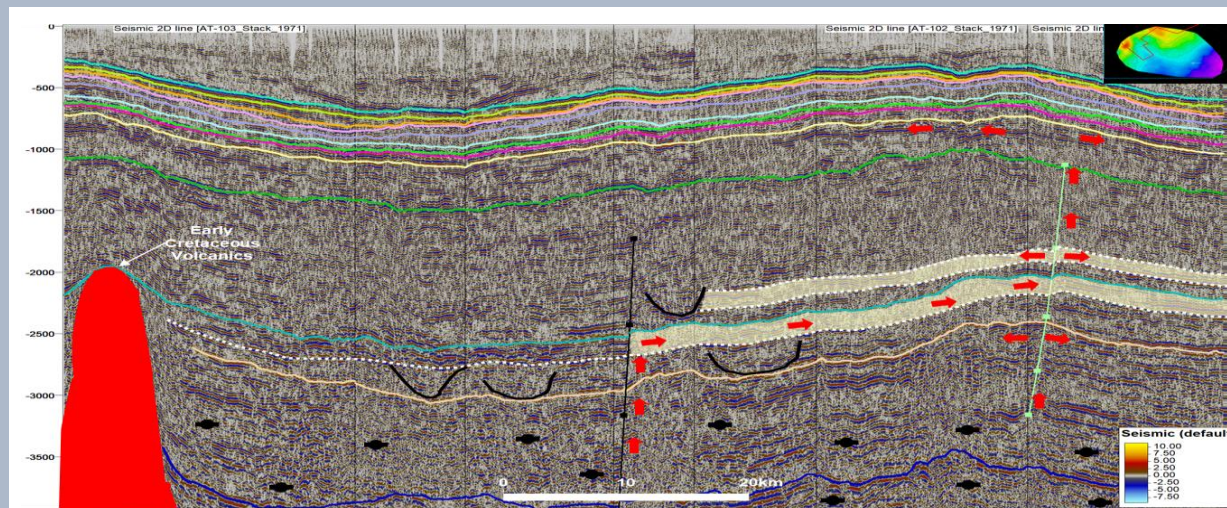 Seismic 2D line [AT-103_Stack_1971]
Seismic 2D line [AT-102_Stack_1971]
Seismic 2D lin
0
-500
-1000
-1500
-2000
-2500
-3000
-3500
Early
Cretaceous
Volcanics
0
10
20km
Seismic (defaul
10.00
7.50
5.00
2.50
0.00
-2.50
-5.00
-7.50